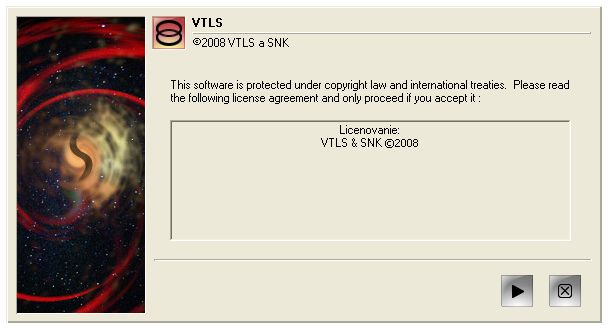 VTLS
©2008 VTLS a SNK
This software is protected under copyright law and international treaties.  Please read
the following license agreement and only proceed if you accept it :
Licenovanie:
VTLS & SNK ©2008